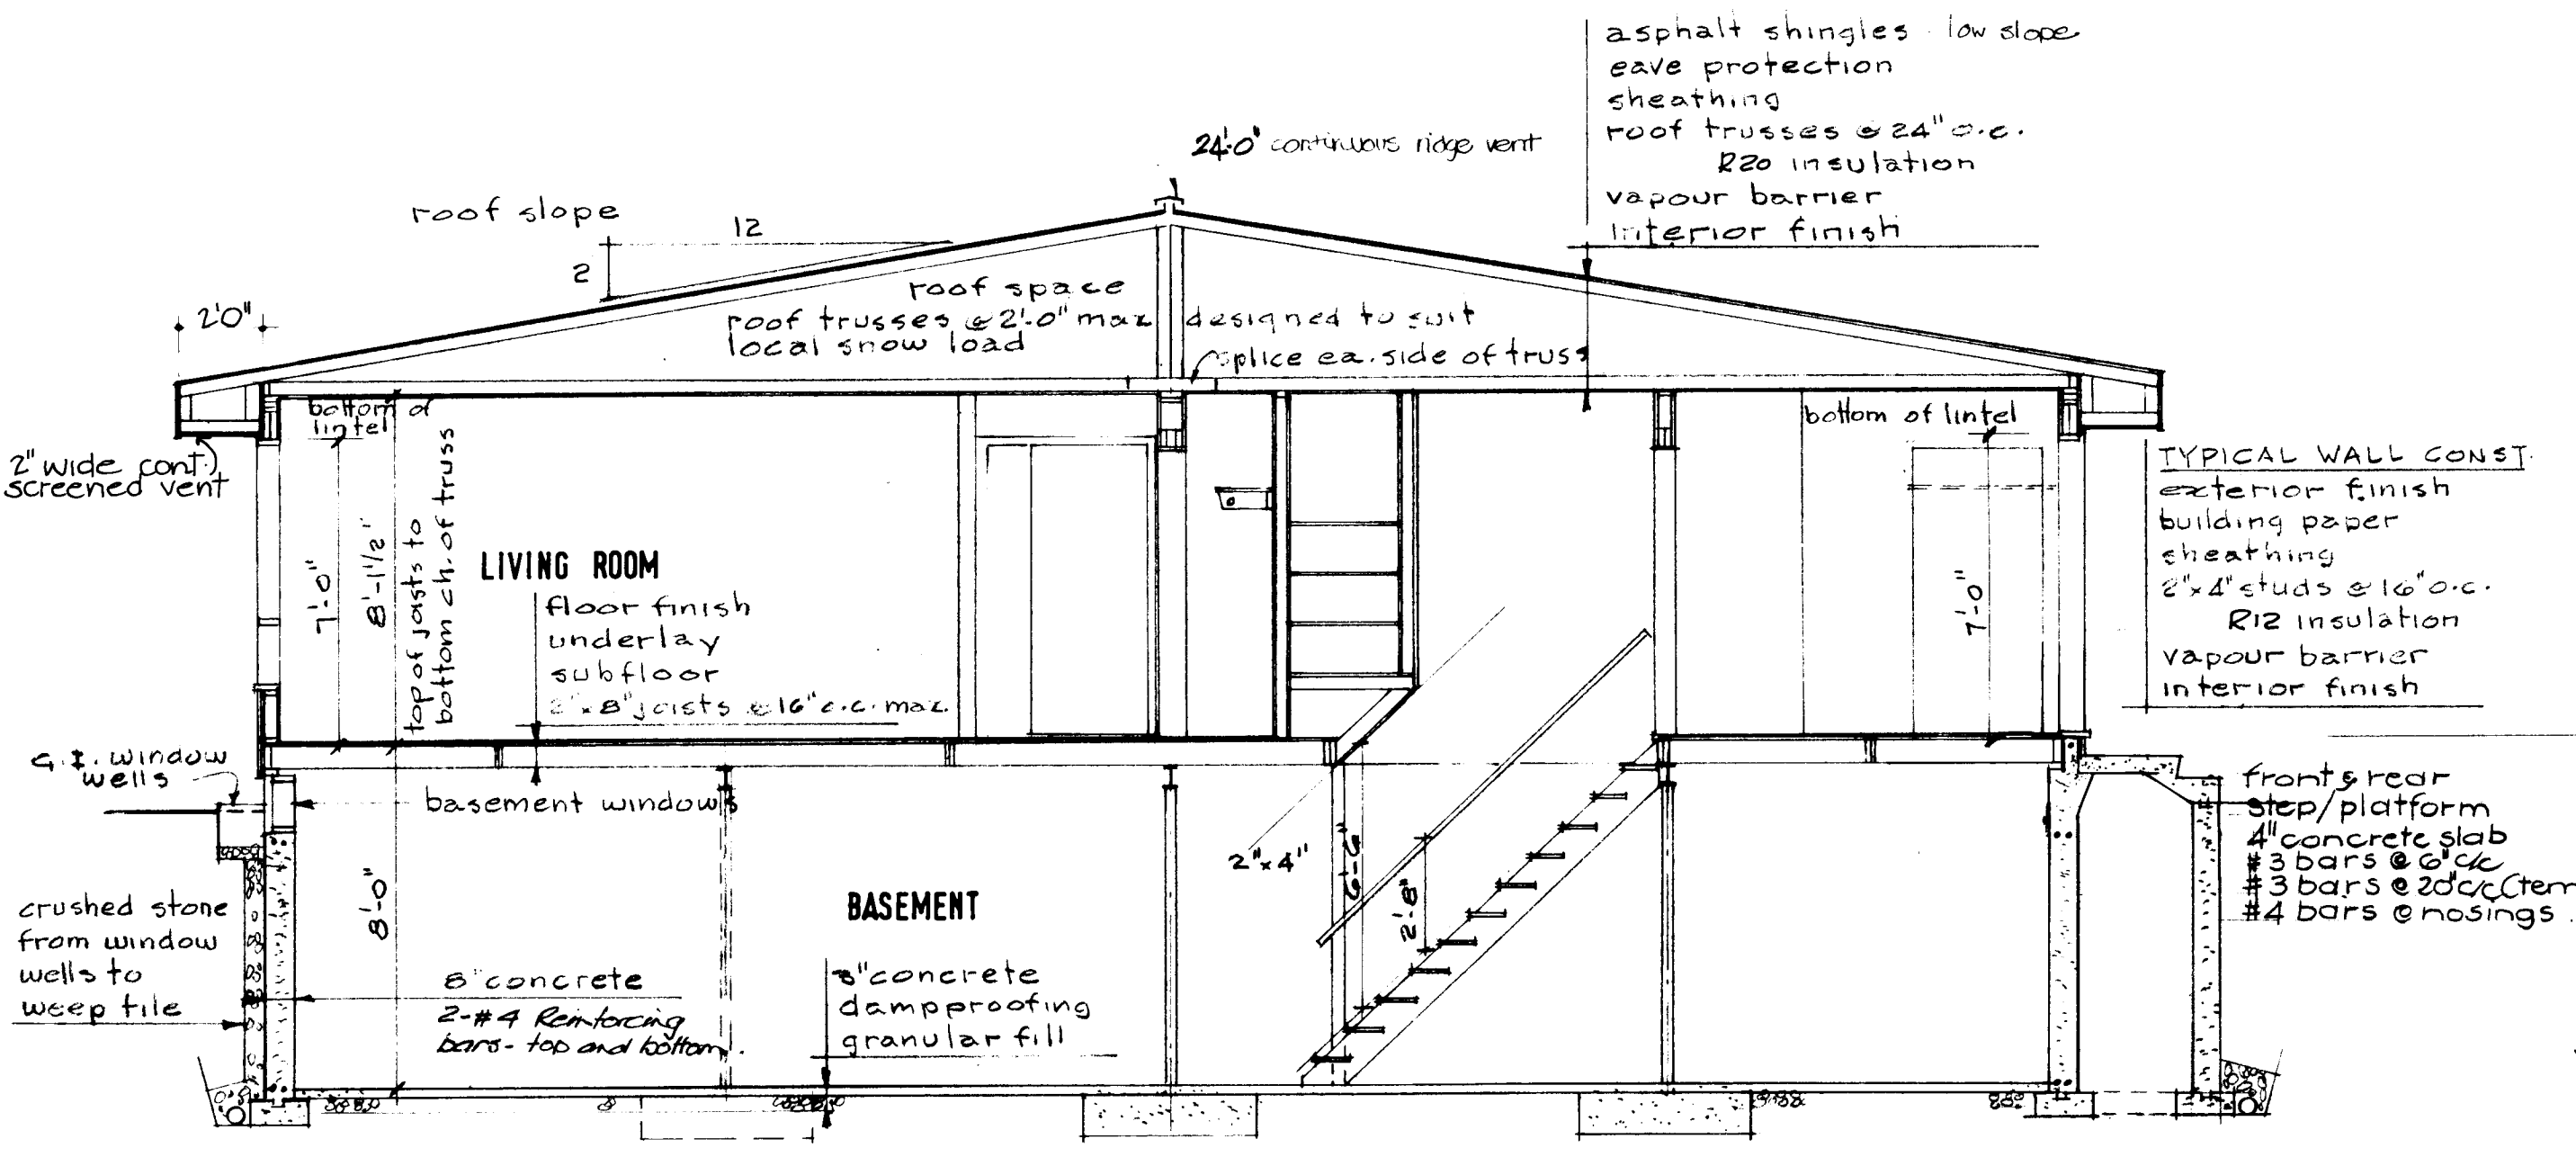 asphalt shingles low slope
eave protection
sheathing
roof trusses @ 24" o.c.
R20 insulation
vapour barrier
interior finish
24'-0" continuous ridge vent
roof slope
12
2
2'0"
roof space
roof trusses @ 2'-0" max designed to suit
local snow load
splice ea. side of truss
bottom of
lintel
bottom of lintel
2" wide cont.
screened vent
7'-0"
8'-1 1/2"
top of joists to
bottom ch. of truss
LIVING ROOM
floor finish
underlay
subfloor
2"x8" joists @ 16" o.c. max.
7'-0"
TYPICAL WALL CONST.
exterior finish
building paper
sheathing
2"x4" studs @ 16" o.c.
R12 insulation
vapour barrier
interior finish
G.I. window
wells
basement windows
front & rear
step/platform
4" concrete slab
#3 bars @ 6" c/c
#3 bars @ 20" c/c (tem
#4 bars @ nosings
2"x4"
6'-6"
2'-8"
8'-0"
BASEMENT
crushed stone
from window
wells to
weep tile
8" concrete
2-#4 Reinforcing
bars - top and bottom.
3" concrete
dampproofing
granular fill